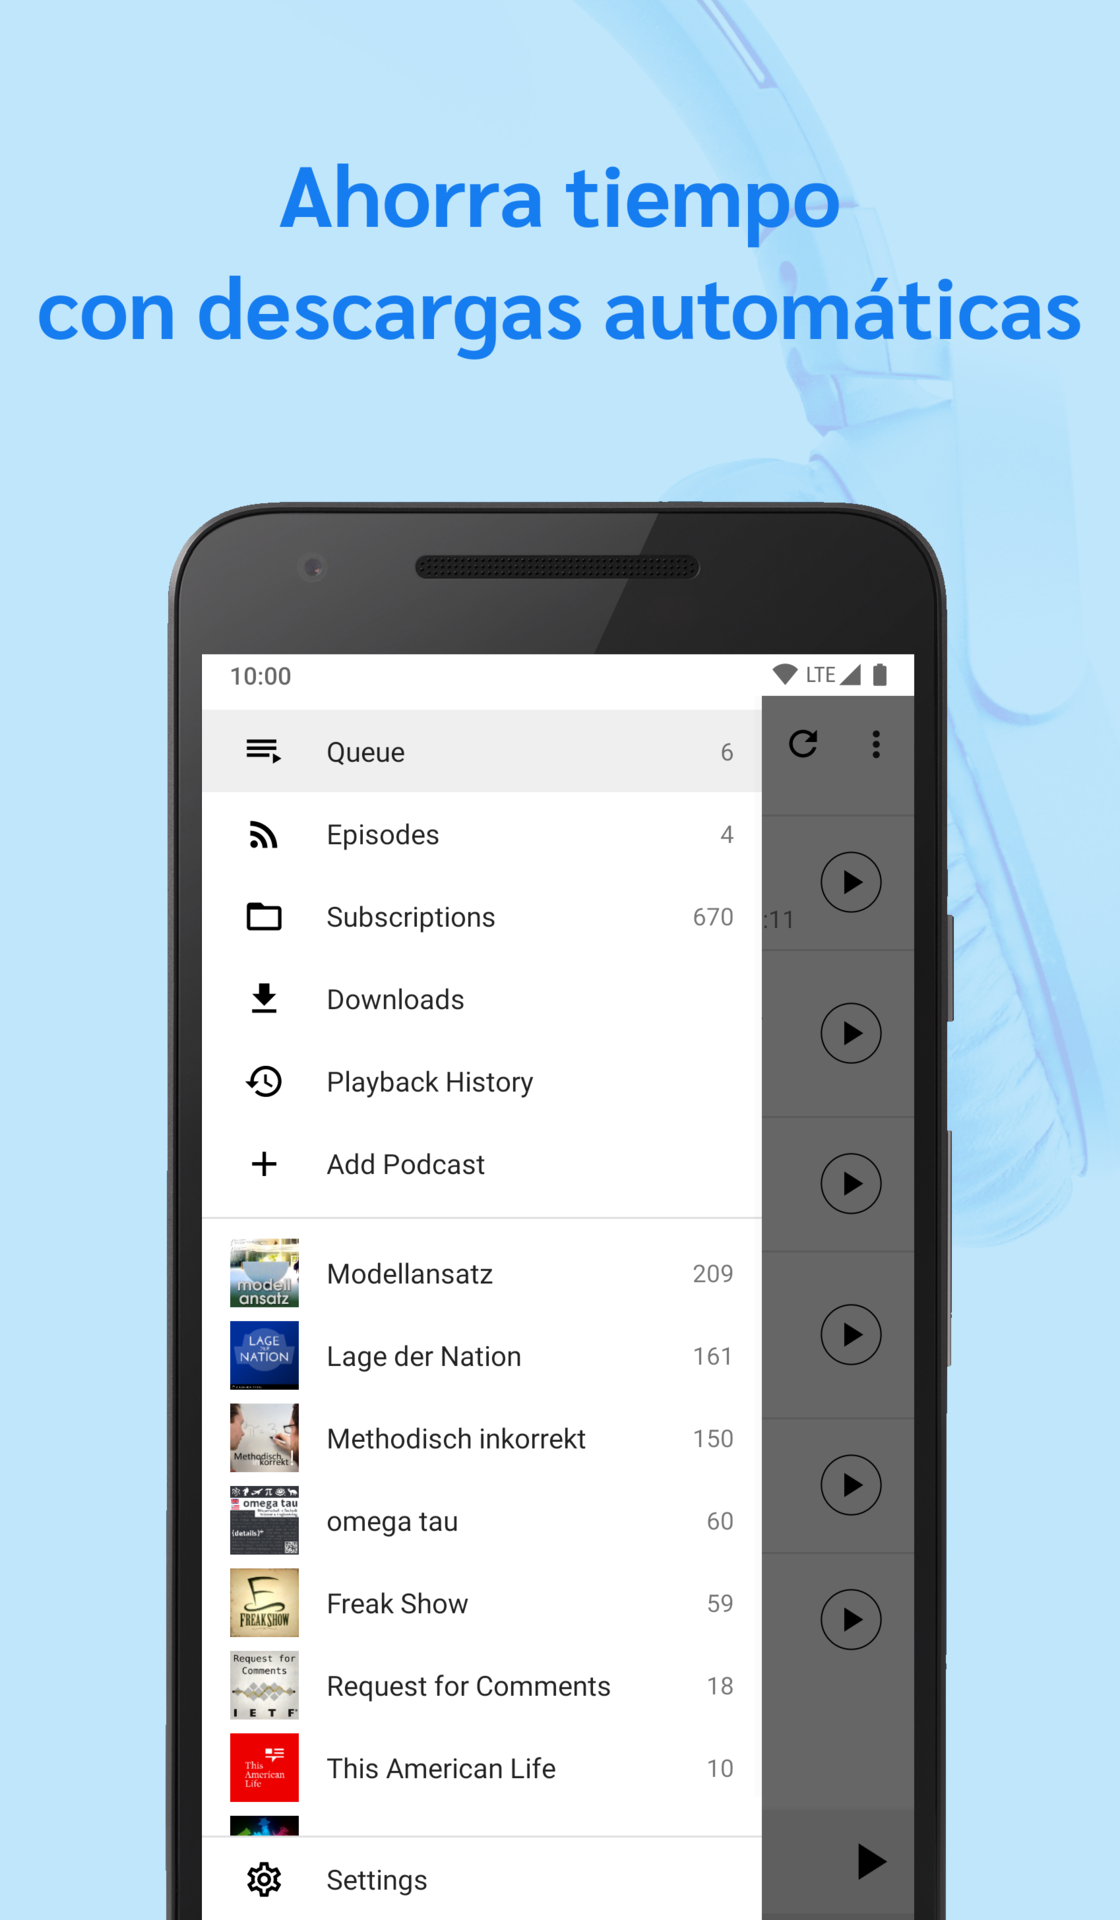 Ahorra tiempo
con descargas automáticas
10:00 LTE
Queue 6
Episodes 4
:11
Subscriptions 670
Downloads
Playback History
Add Podcast
modell
ansatz
Modellansatz 209
LAGE
DER
NATION
Lage der Nation 161
Methodisch
korrekt!
Methodisch inkorrekt 150
omega tau
{details}*
omega tau 60
FREAK SHOW
Freak Show 59
Request for
Comments
I E T F
Request for Comments 18
This
American
Life
This American Life 10
Settings